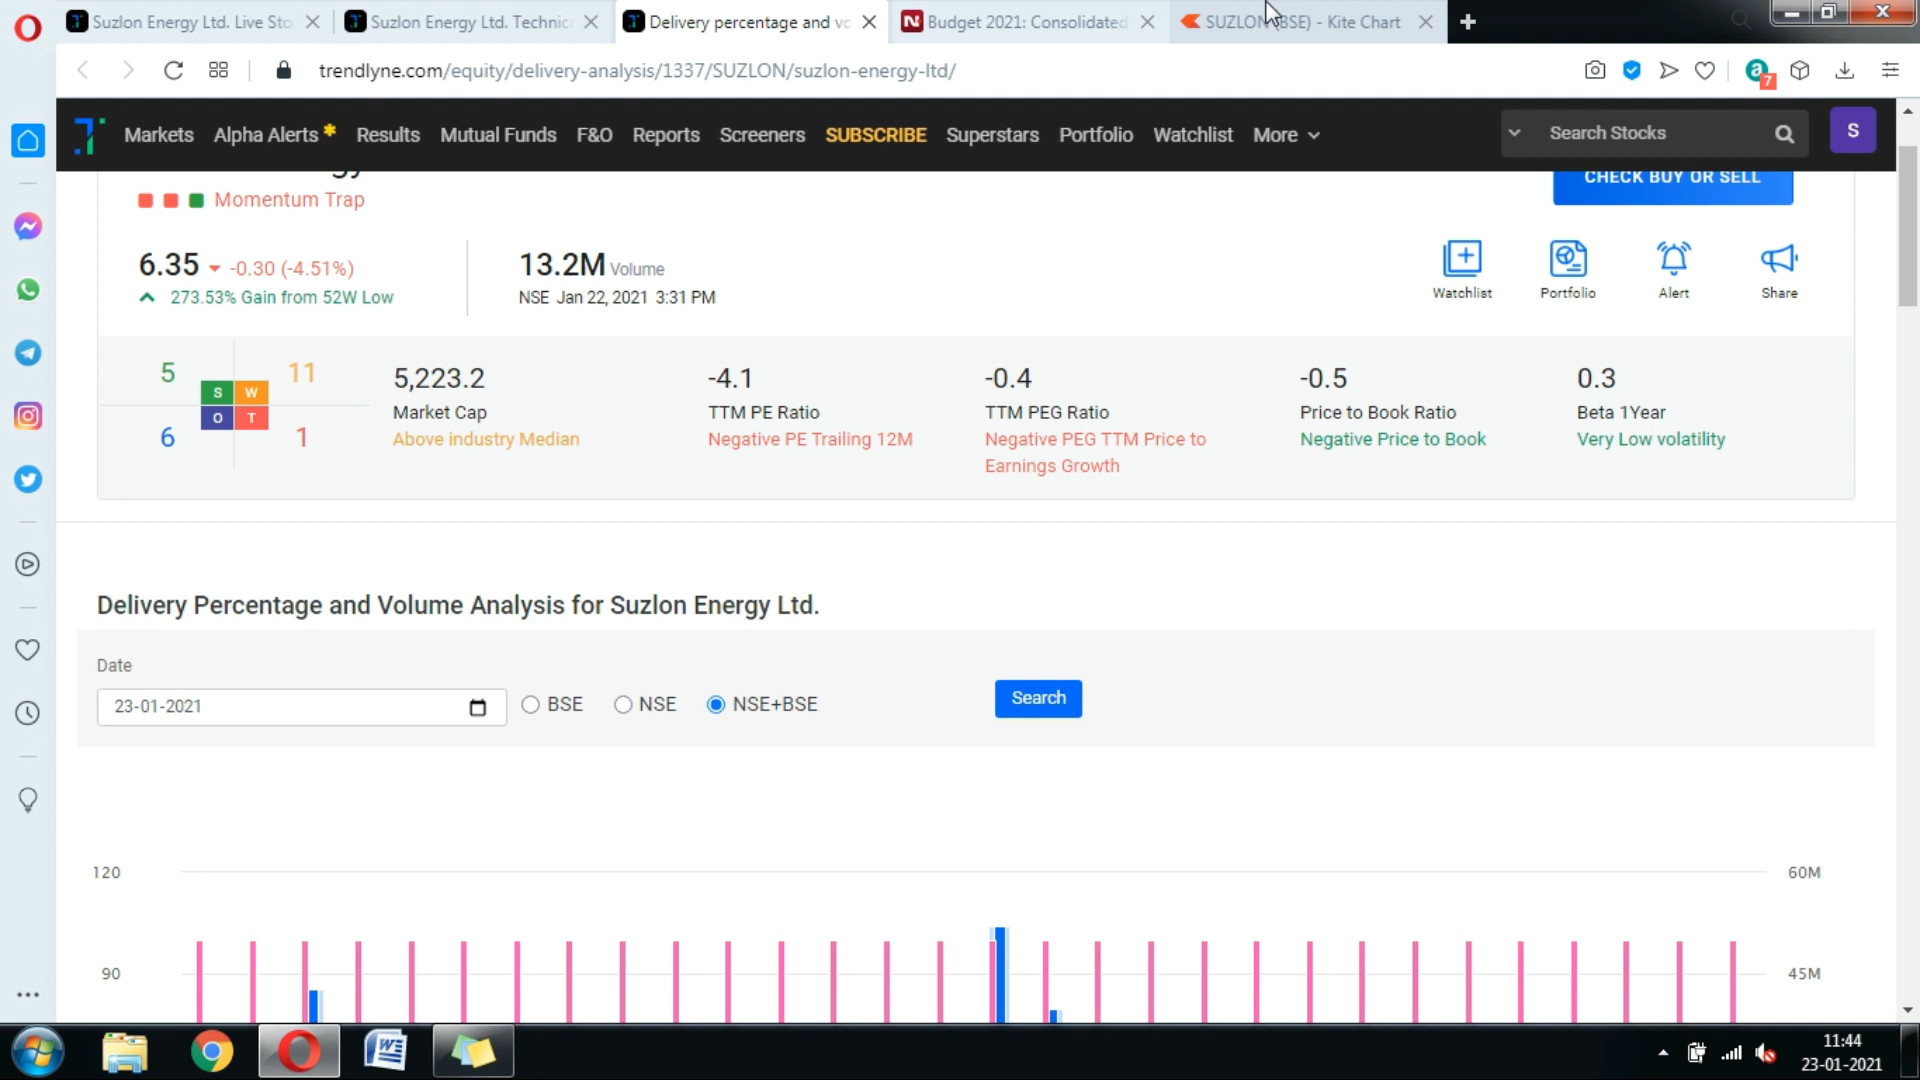 Suzlon Energy Ltd. Live Sto
Suzlon Energy Ltd. Technic
Delivery percentage and vo
Budget 2021: Consolidated
SUZLON (BSE) - Kite Chart
trendlyne.com/equity/delivery-analysis/1337/SUZLON/suzlon-energy-ltd/
a
7
Markets
Alpha Alerts
Results
Mutual Funds
F&O
Reports
Screeners
SUBSCRIBE
Superstars
Portfolio
Watchlist
More
Search Stocks
S
CHECK BUY OR SELL
Momentum Trap
6.35 -0.30 (-4.51%)
273.53% Gain from 52W Low
13.2M Volume
NSE Jan 22, 2021 3:31 PM
Watchlist
Portfolio
Alert
Share
5 11
S W
O T
6 1
5,223.2
Market Cap
Above industry Median
-4.1
TTM PE Ratio
Negative PE Trailing 12M
-0.4
TTM PEG Ratio
Negative PEG TTM Price to
Earnings Growth
-0.5
Price to Book Ratio
Negative Price to Book
0.3
Beta 1Year
Very Low volatility
Delivery Percentage and Volume Analysis for Suzlon Energy Ltd.
Date
23-01-2021
BSE
NSE
NSE+BSE
Search
120
60M
90
45M
11:44
23-01-2021